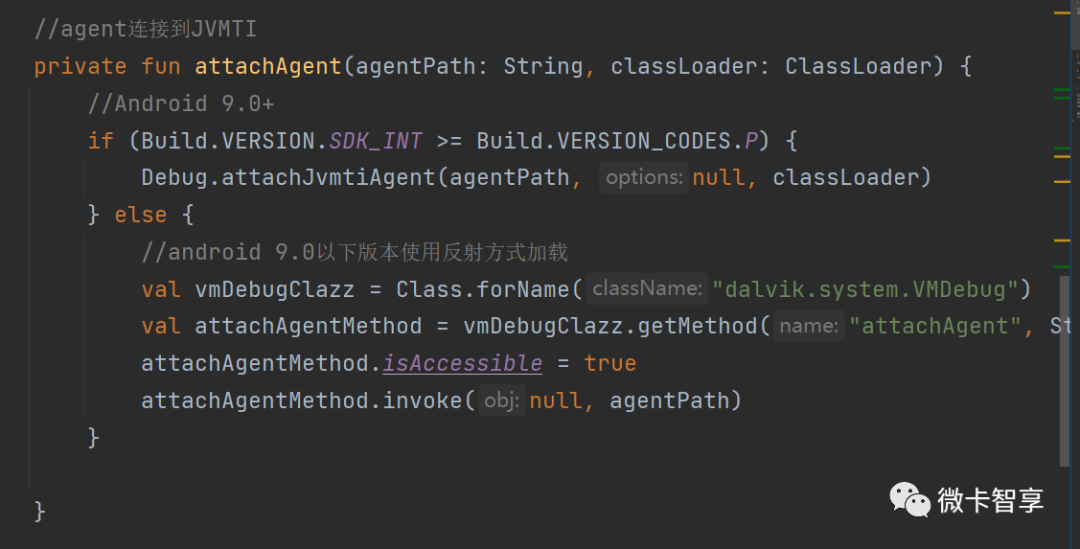 //agent连接到JVMTI
private fun attachAgent(agentPath: String, classLoader: ClassLoader) {
//Android 9.0+
if (Build.VERSION.SDK_INT >= Build.VERSION_CODES.P) {
Debug.attachJvmtiAgent(agentPath, options: null, classLoader)
} else {
//android 9.0以下版本使用反射方式加载
val vmDebugClazz = Class.forName( className: "dalvik.system.VMDebug")
val attachAgentMethod = vmDebugClazz.getMethod( name: "attachAgent", St
attachAgentMethod.isAccessible = true
attachAgentMethod.invoke( obj: null, agentPath)
}
}
微卡智享